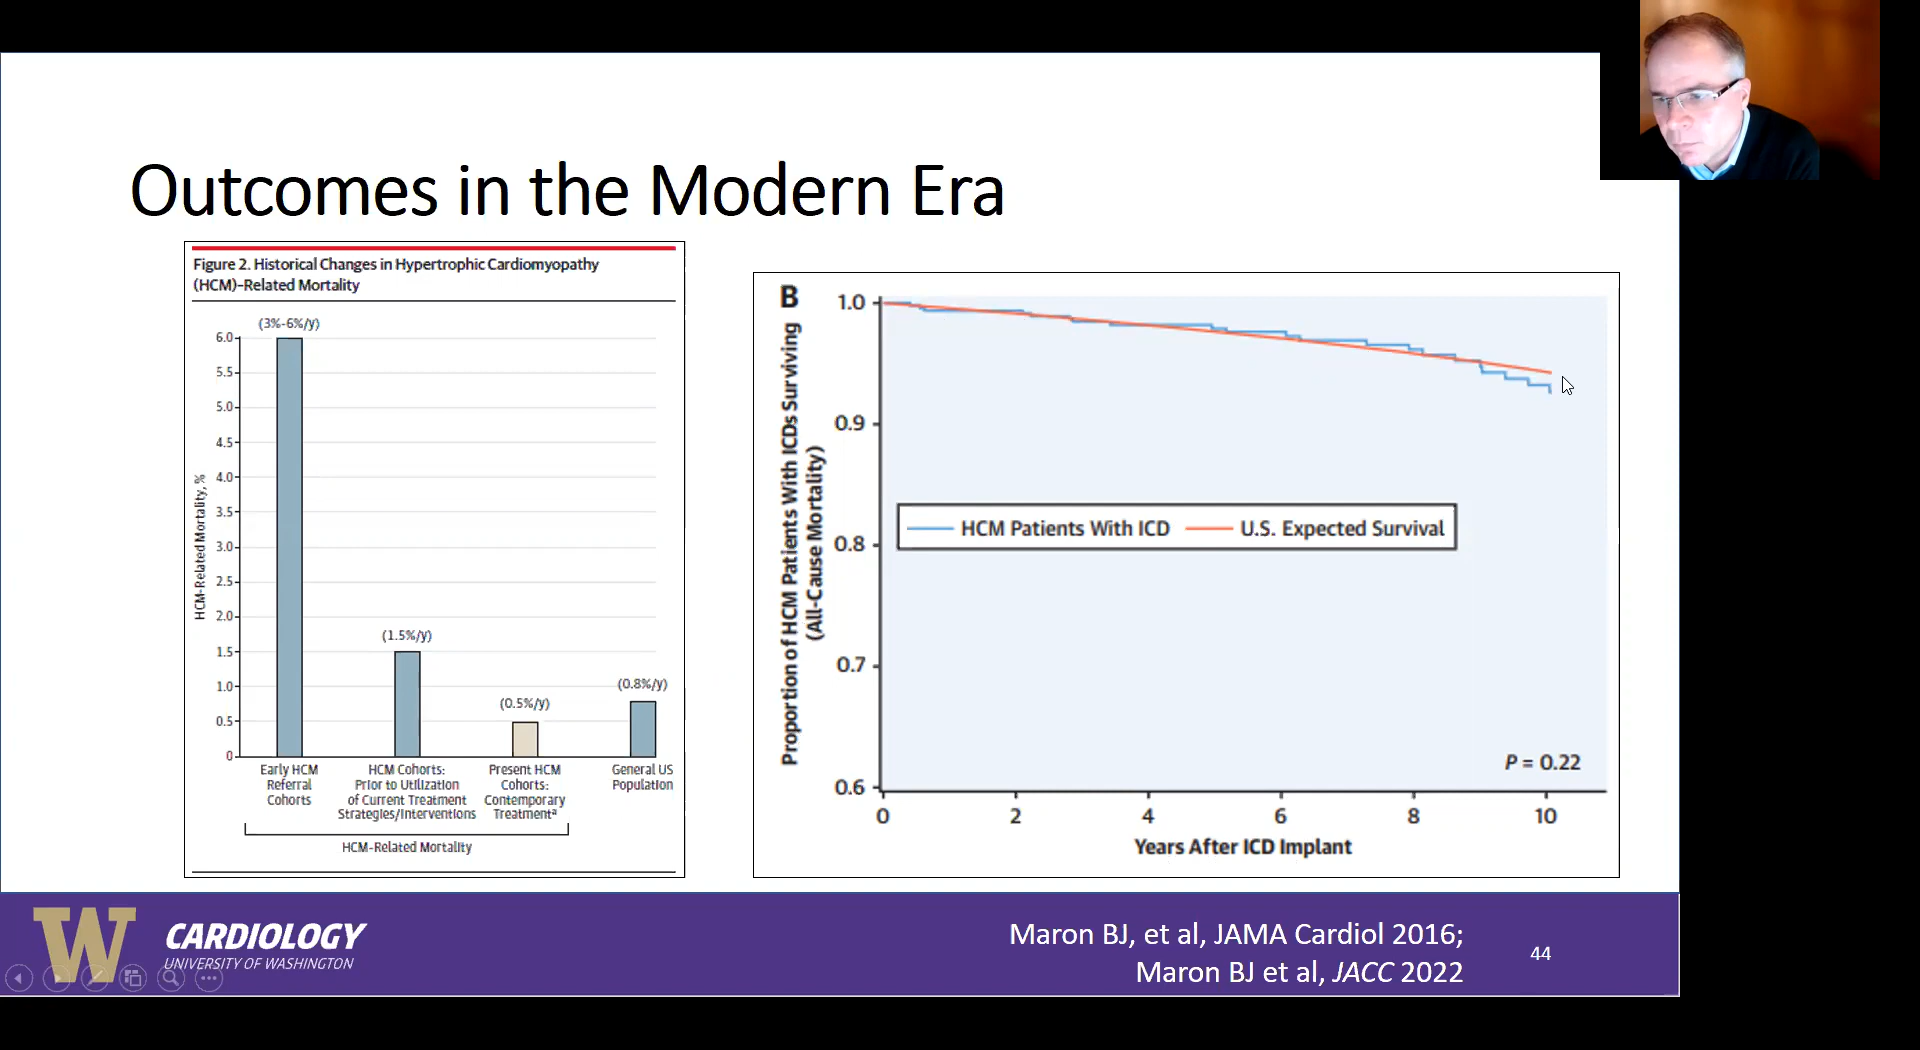 Outcomes in the Modern Era
Figure 2. Historical Changes in Hypertrophic Cardiomyopathy
(HCM)-Related Mortality
HCM-Related Mortality, %
6.0
5.5
5.0
4.5
4.0
3.5
3.0
2.5
2.0
1.5
1.0
0.5
0
(3%-6%/y)
(1.5%/y)
(0.5%/y)
(0.8%/y)
Early HCM
Referral
Cohorts
HCM Cohorts:
Prior to Utilization
of Current Treatment
Strategies/Interventions
Present HCM
Cohorts:
Contemporary
Treatmentᵃ
General US
Population
HCM-Related Mortality
B
Proportion of HCM Patients With ICDs Surviving
(All-Cause Mortality)
1.0
0.9
0.8
0.7
0.6
HCM Patients With ICD
U.S. Expected Survival
P = 0.22
0 2 4 6 8 10
Years After ICD Implant
W
CARDIOLOGY
UNIVERSITY OF WASHINGTON
Maron BJ, et al, JAMA Cardiol 2016;
Maron BJ et al, JACC 2022
44